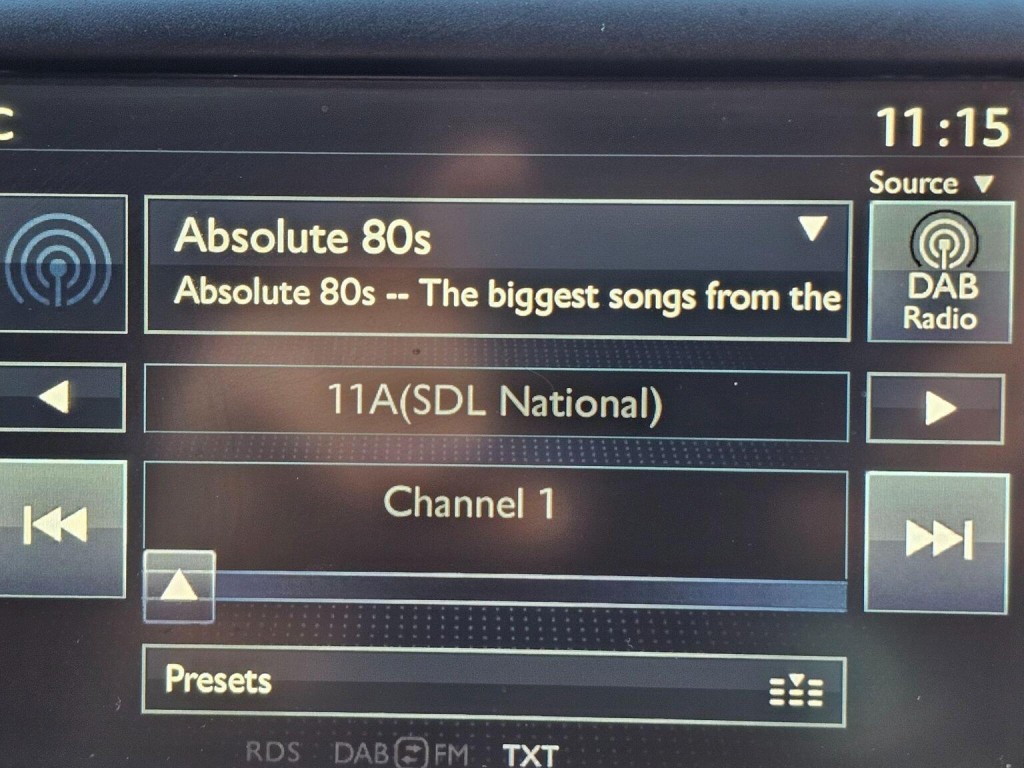 C
11:15
Source
Absolute 80s
Absolute 80s -- The biggest songs from the
DAB
Radio
11A(SDL National)
Channel 1
Presets
RDS DAB FM TXT